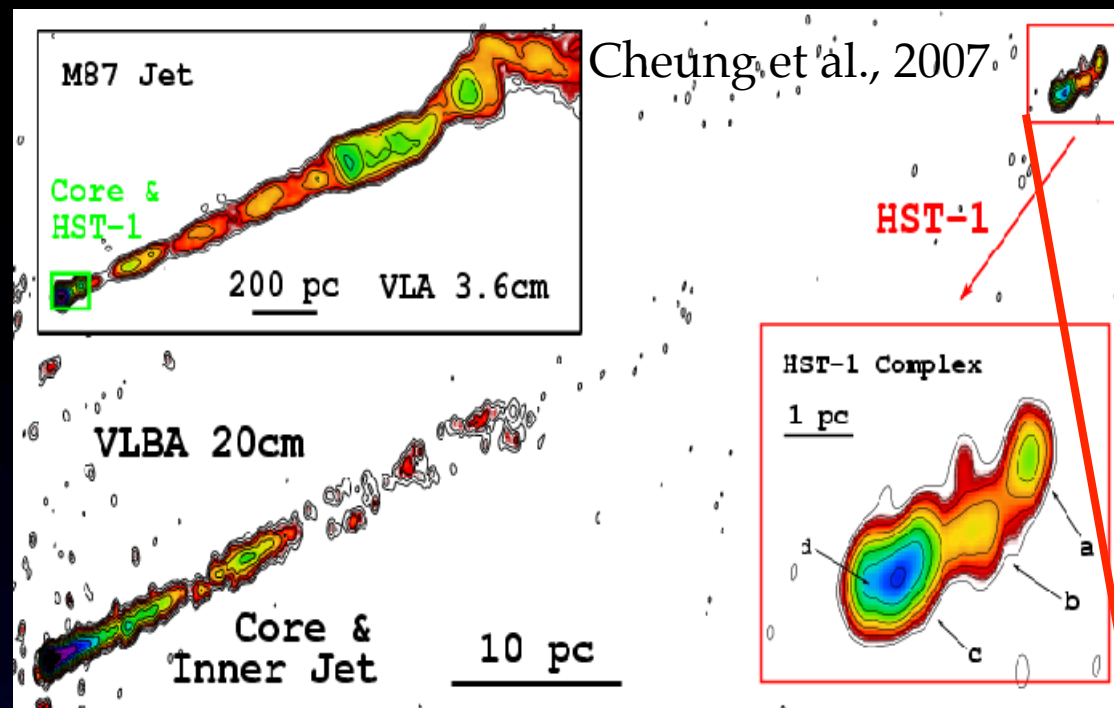 M87 Jet
Cheung et al., 2007
Core &
HST-1
200 pc VLA 3.6cm
HST-1
HST-1 Complex
1 pc
VLBA 20cm
a
d
b
c
Core &
Inner Jet
10 pc